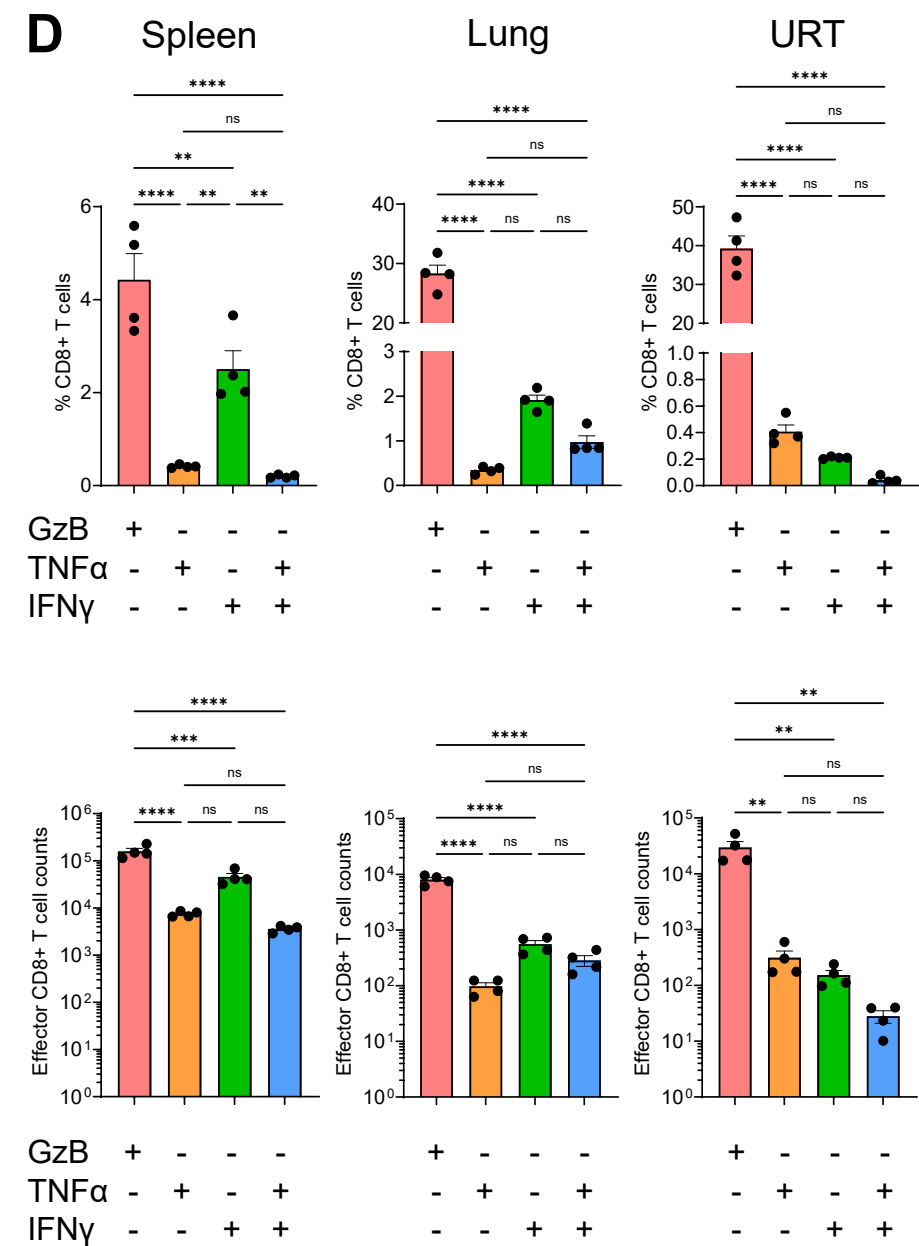 D Spleen Lung URT
**** **** ****
ns ns ns
** **** ****
**** ** ** **** ns ns **** ns ns
% CD8+ T cells
6
4
2
0
% CD8+ T cells
40
30
20
3
2
1
0
% CD8+ T cells
50
40
30
20
1.0
0.8
0.6
0.4
0.2
0.0
GzB + - - - + - - - + - - -
TNFα - + - + - + - + - + - +
IFNγ - - + + - - + + - - + +
**** **** **
*** ns **
ns **** ns
**** ns ns **** ns ns ** ns ns
Effector CD8+ T cell counts
10⁶
10⁵
10⁴
10³
10²
10¹
10⁰
Effector CD8+ T cell counts
10⁵
10⁴
10³
10²
10¹
10⁰
Effector CD8+ T cell counts
10⁵
10⁴
10³
10²
10¹
10⁰
GzB + - - - + - - - + - - -
TNFα - + - + - + - + - + - +
IFNγ - - + + - - + + - - + +